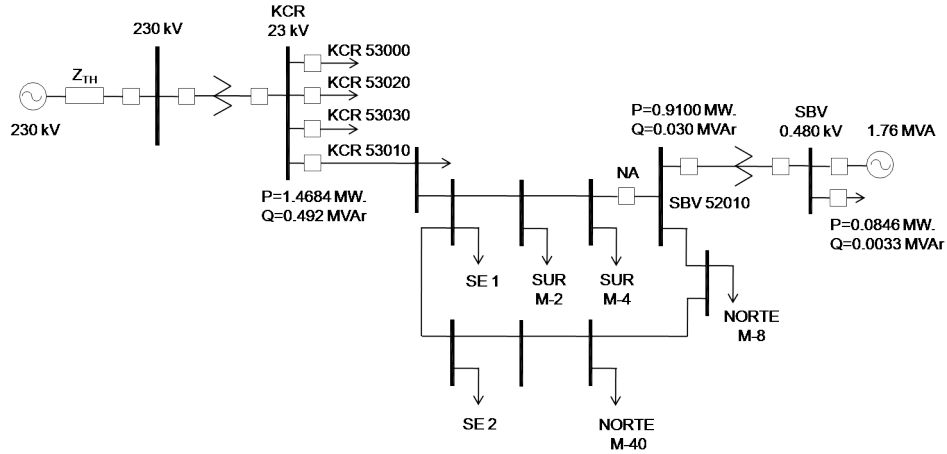 KCR
23 kV
230 kV
KCR 53000
KCR 53020
KCR 53030
KCR 53010
ZTH
230 kV
P=1.4684 MW.
Q=0.492 MVAr
P=0.9100 MW.
Q=0.030 MVAr
SBV
0.480 kV
1.76 MVA
NA
SBV 52010
P=0.0846 MW.
Q=0.0033 MVAr
SE 1
SUR
M-2
SUR
M-4
NORTE
M-8
SE 2
NORTE
M-40